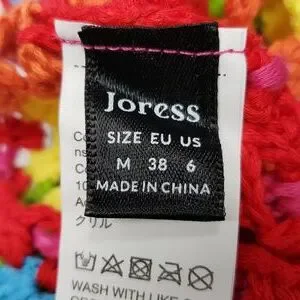 Joress
SIZE EU US
M 38 6
MADE IN CHINA
クリル
WASH WITH LIKE